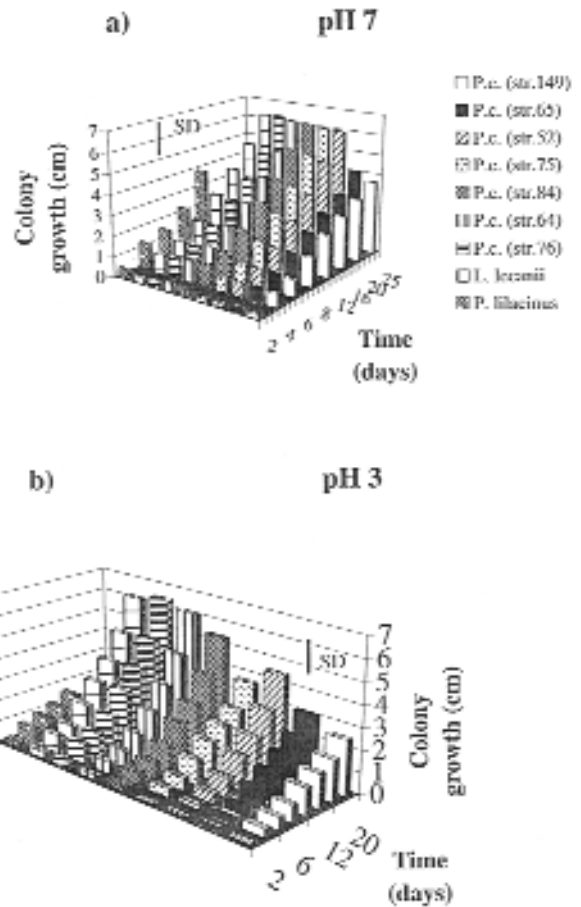 a)
pH 7
7
6
5
4
3
2
1
0
SD
Colony
growth (cm)
2 4 6 8 12 16 20 25
Time
(days)
P.c. (str.149)
P.c. (str.65)
P.c. (str.52)
P.c. (str.75)
P.c. (str.84)
P.c. (str.64)
P.c. (str.76)
L. lecanii
P. lilacinus
b)
pH 3
SD
7
6
5
4
3
2
1
0
Colony
growth (cm)
2 6 12 20
Time
(days)